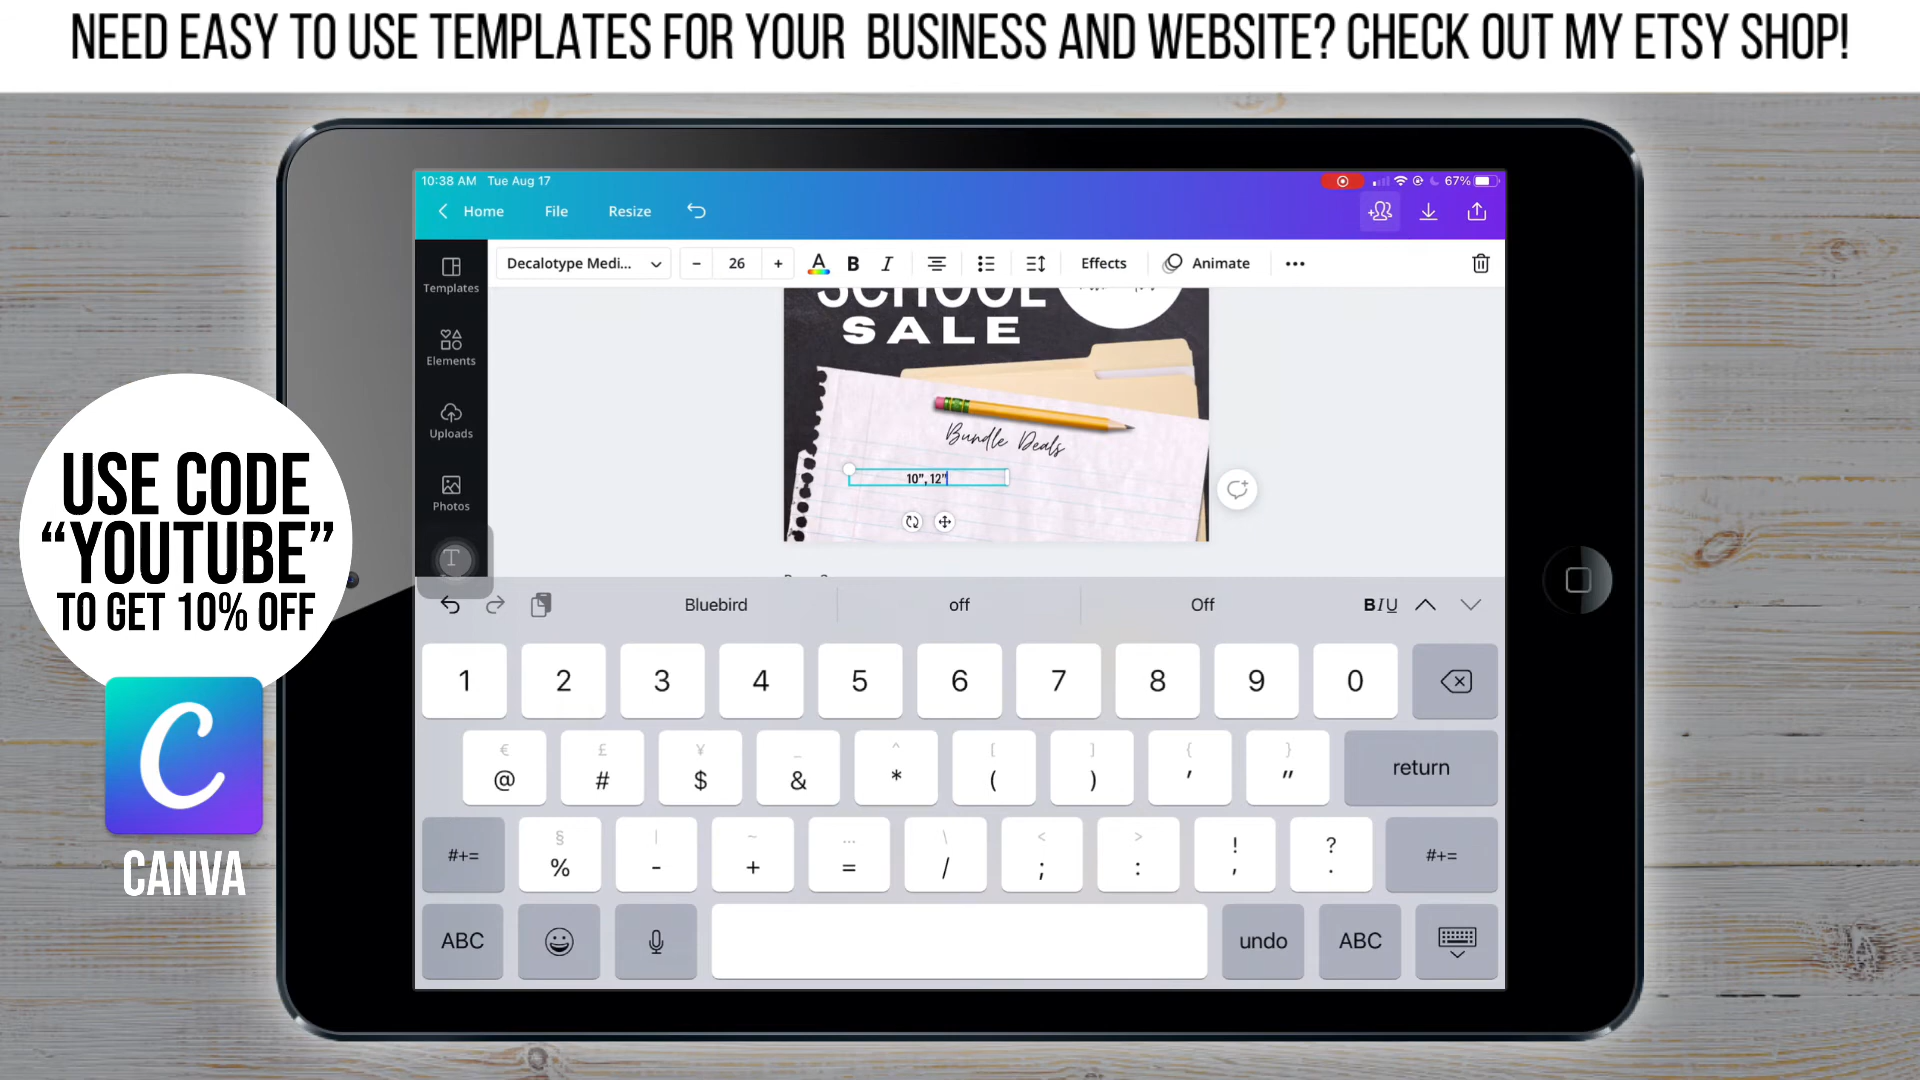 NEED EASY TO USE TEMPLATES FOR YOUR BUSINESS AND WEBSITE? CHECK OUT MY ETSY SHOP!
10:38 AM Tue Aug 17
67%
Home File Resize
Decalotype Medi... - 26 + A B I Effects Animate
Templates
Elements
Uploads
Photos
T
SCHOOL
SALE
Bundle Deals
10", 12"
USE CODE
“YOUTUBE”
TO GET 10% OFF
C
CANVA
Bluebird off Off BIU
1 2 3 4 5 6 7 8 9 0
€ £ ¥ _ ^ [ ] { }
@ # $ & * ( ) ' " return
§ | ~ ... \ < > ! ?
#+= % - + = / ; : , . #+=
ABC undo ABC